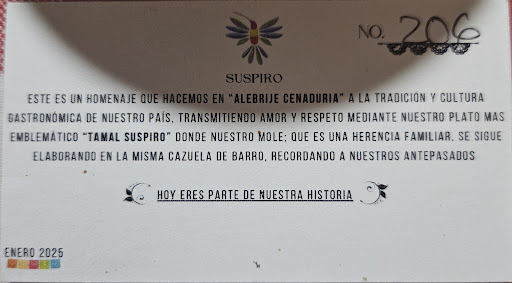 NO. 206
SUSPIRO
ESTE ES UN HOMENAJE QUE HACEMOS EN "ALEBRIJE CENADURIA" A LA TRADICIÓN Y CULTURA
GASTRONÓMICA DE NUESTRO PAÍS, TRANSMITIENDO AMOR Y RESPETO MEDIANTE NUESTRO PLATO MAS
EMBLEMÁTICO "TAMAL SUSPIRO" DONDE NUESTRO MOLE; QUE ES UNA HERENCIA FAMILIAR, SE SIGUE
ELABORANDO EN LA MISMA CAZUELA DE BARRO, RECORDANDO A NUESTROS ANTEPASADOS
HOY ERES PARTE DE NUESTRA HISTORIA
ENERO 2025